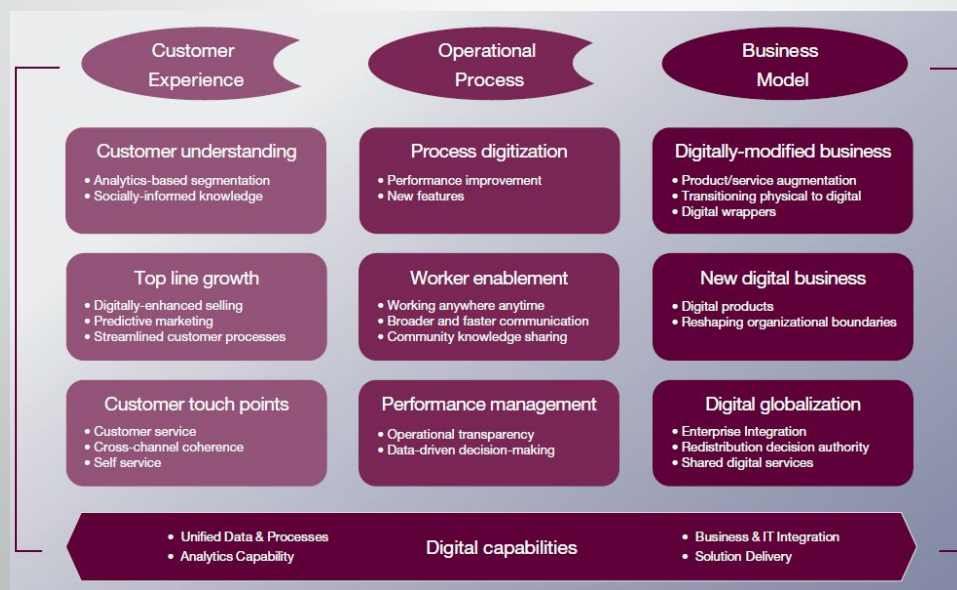 Customer
Experience
Operational
Process
Business
Model
Customer understanding
• Analytics-based segmentation
• Socially-informed knowledge
Process digitization
• Performance improvement
• New features
Digitally-modified business
• Product/service augmentation
• Transitioning physical to digital
• Digital wrappers
Top line growth
• Digitally-enhanced selling
• Predictive marketing
• Streamlined customer processes
Worker enablement
• Working anywhere anytime
• Broader and faster communication
• Community knowledge sharing
New digital business
• Digital products
• Reshaping organizational boundaries
Customer touch points
• Customer service
• Cross-channel coherence
• Self service
Performance management
• Operational transparency
• Data-driven decision-making
Digital globalization
• Enterprise Integration
• Redistribution decision authority
• Shared digital services
• Unified Data & Processes
• Analytics Capability
Digital capabilities
• Business & IT Integration
• Solution Delivery